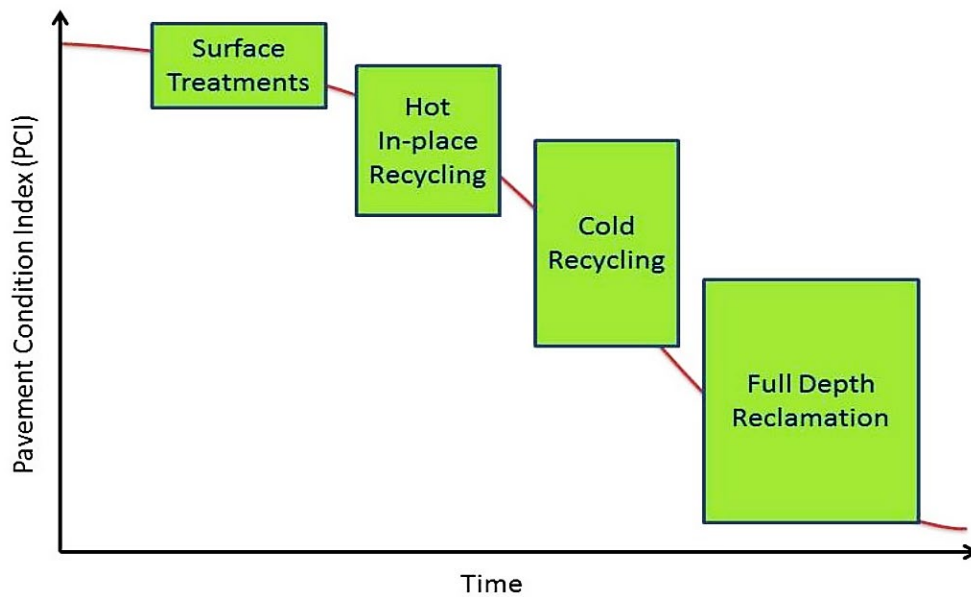 Pavement Condition Index (PCI)
Surface
Treatments
Hot
In-place
Recycling
Cold
Recycling
Full Depth
Reclamation
Time